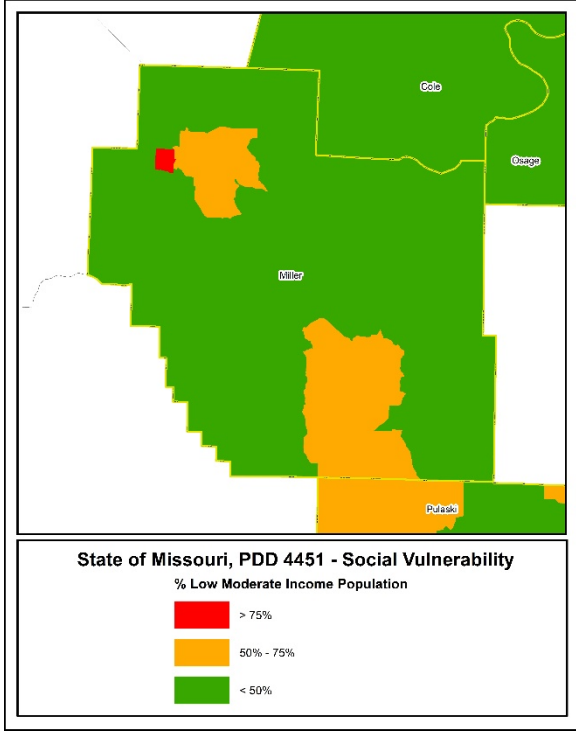 Cole
Osage
Miller
Pulaski
State of Missouri, PDD 4451 - Social Vulnerability
% Low Moderate Income Population
> 75%
50% - 75%
< 50%